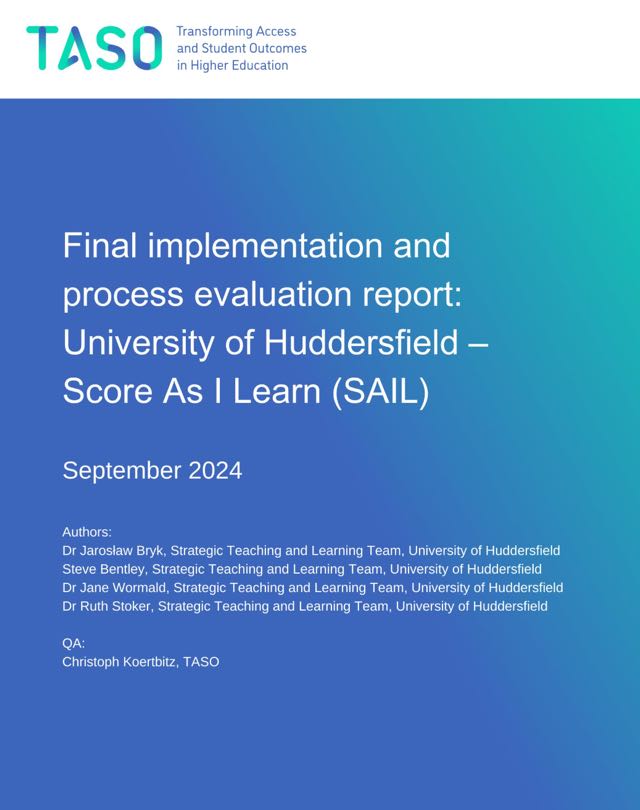 TASO
Transforming Access
and Student Outcomes
in Higher Education
Final implementation and
process evaluation report:
University of Huddersfield –
Score As I Learn (SAIL)
September 2024
Authors:
Dr Jarosław Bryk, Strategic Teaching and Learning Team, University of Huddersfield
Steve Bentley, Strategic Teaching and Learning Team, University of Huddersfield
Dr Jane Wormald, Strategic Teaching and Learning Team, University of Huddersfield
Dr Ruth Stoker, Strategic Teaching and Learning Team, University of Huddersfield
QA:
Christoph Koertbitz, TASO